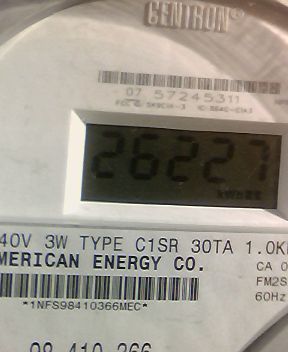 CENTRON®
07 57245311
26227
40V 3W TYPE C1SR 30TA 1.0K
MERICAN ENERGY CO.
CA 0
FM2S
60Hz
*1NFS98410366MEC*
98 410 366